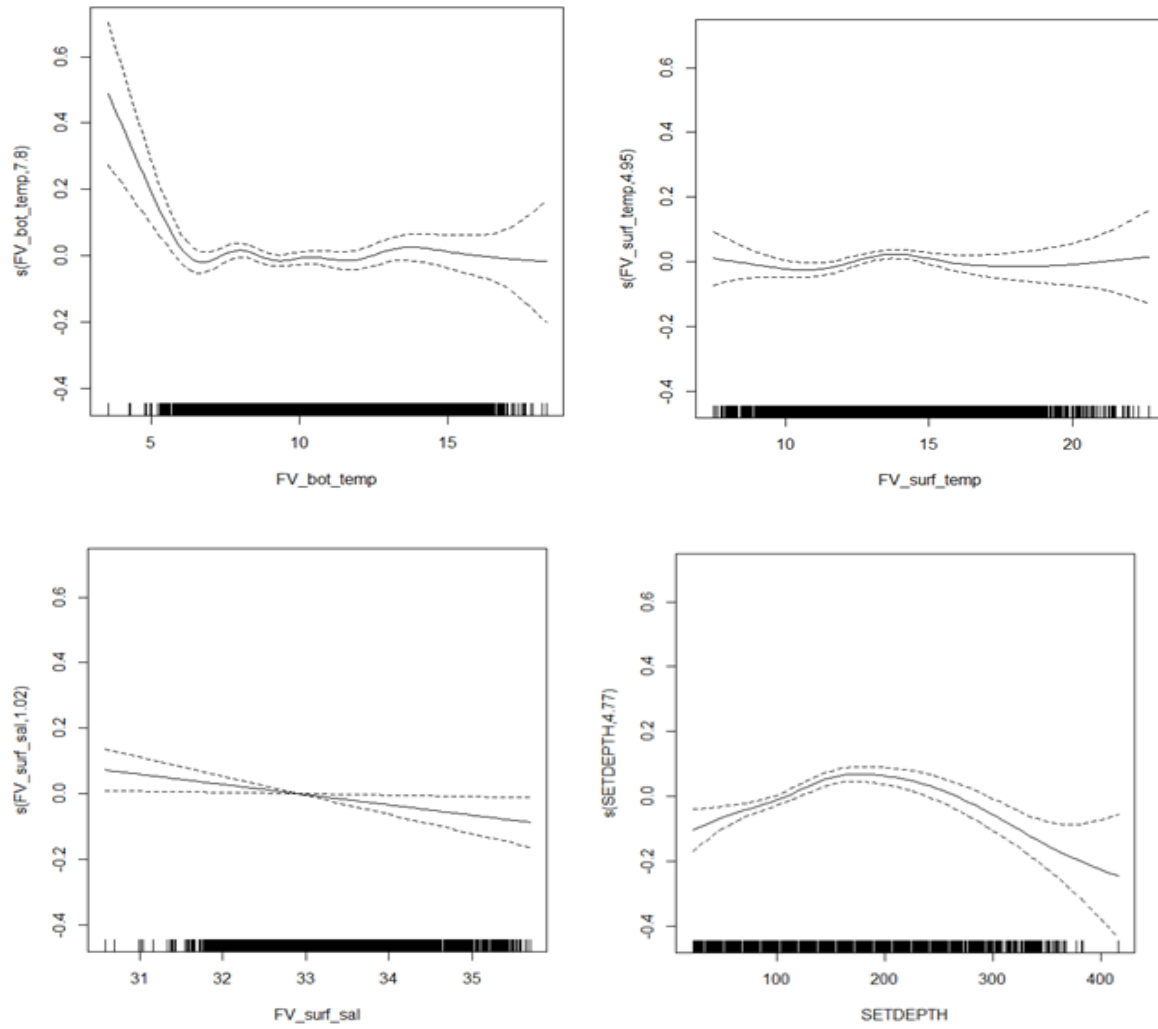 s(FV_bot_temp,7.8)
0.6
0.4
0.2
0.0
-0.2
-0.4
5 10 15
FV_bot_temp
s(FV_surf_temp,4.95)
0.6
0.4
0.2
0.0
-0.2
-0.4
10 15 20
FV_surf_temp
s(FV_surf_sal,1.02)
0.6
0.4
0.2
0.0
-0.2
-0.4
31 32 33 34 35
FV_surf_sal
s(SETDEPTH,4.77)
0.6
0.4
0.2
0.0
-0.2
-0.4
100 200 300 400
SETDEPTH